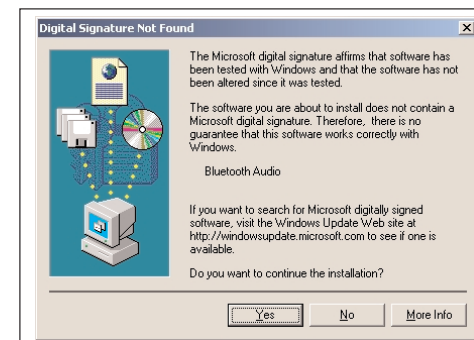 Digital Signature Not Found
The Microsoft digital signature affirms that software has
been tested with Windows and that the software has not
been altered since it was tested.
The software you are about to install does not contain a
Microsoft digital signature. Therefore, there is no
guarantee that this software works correctly with
Windows.
Bluetooth Audio
If you want to search for Microsoft digitally signed
software, visit the Windows Update Web site at
http://windowsupdate.microsoft.com to see if one is
available.
Do you want to continue the installation?
Yes
No
More Info